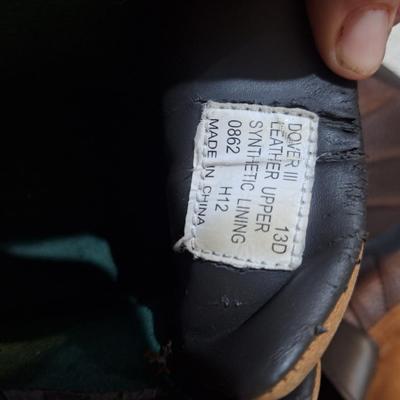 DOVER III 13D
LEATHER UPPER
SYNTHETIC LINING
0862 H12
MADE IN CHINA